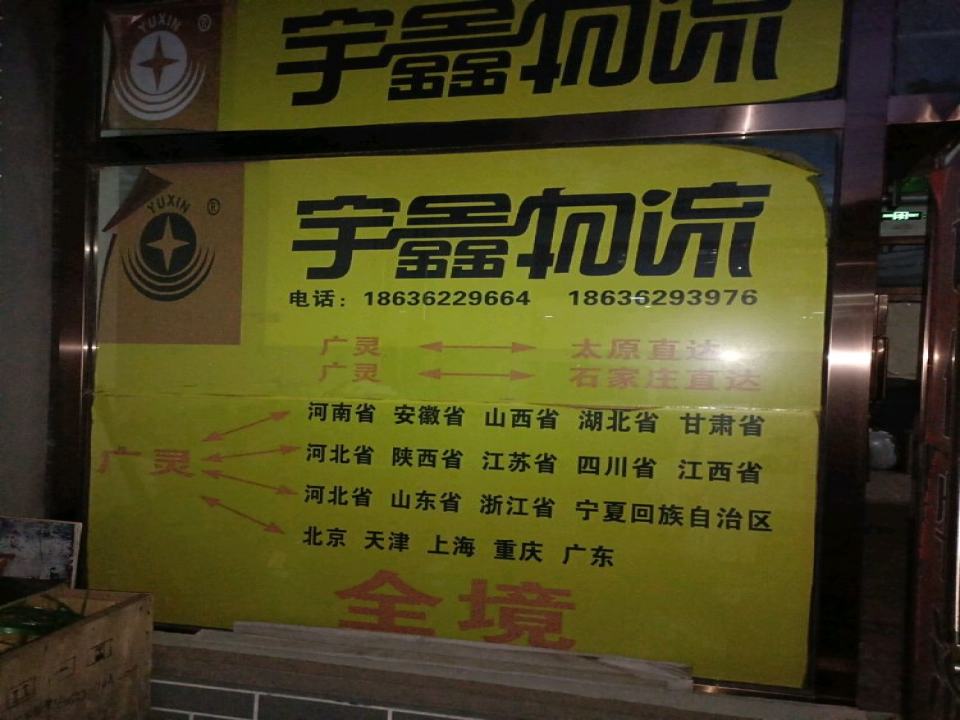 YUXIN ®
宇鑫物流
YUXIN ®
宇鑫物流
电话：18636229664 18636293976
广灵 太原直达
广灵 石家庄直达
河南省 安徽省 山西省 湖北省 甘肃省
广灵
河北省 陕西省 江苏省 四川省 江西省
河北省 山东省 浙江省 宁夏回族自治区
北京 天津 上海 重庆 广东
全境